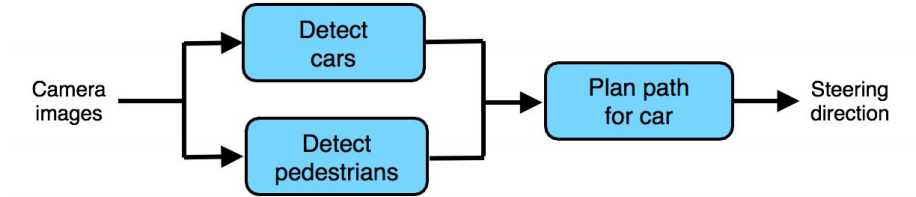 Camera
images
Detect
cars
Detect
pedestrians
Plan path
for car
Steering
direction